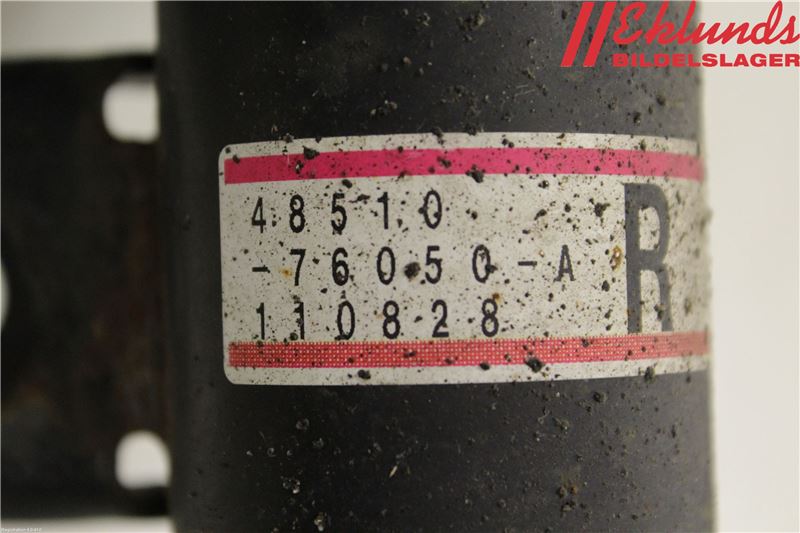 Eklunds
BILDELSLAGER
48510
-76050-A
110828
R